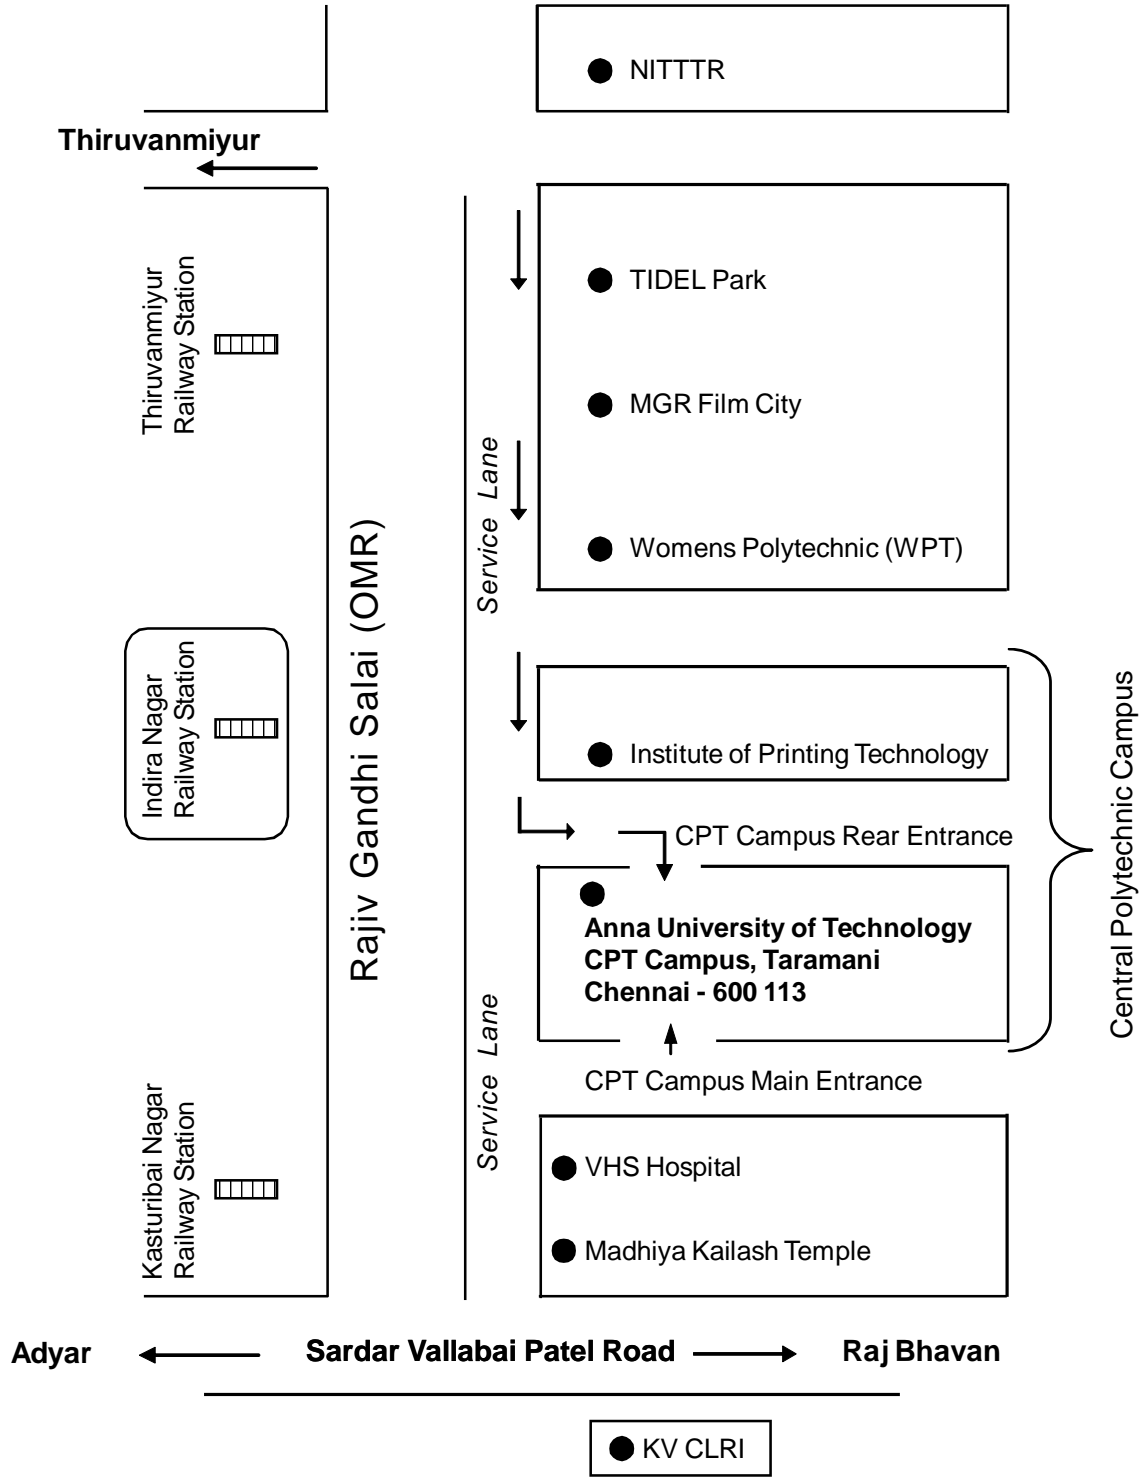 NITTTR
Thiruvanmiyur
TIDEL Park
Thiruvanmiyur
Railway Station
MGR Film City
Service Lane
Womens Polytechnic (WPT)
Rajiv Gandhi Salai (OMR)
Indira Nagar
Railway Station
Institute of Printing Technology
Central Polytechnic Campus
CPT Campus Rear Entrance
Anna University of Technology
CPT Campus, Taramani
Chennai - 600 113
Service Lane
CPT Campus Main Entrance
Kasturibai Nagar
Railway Station
VHS Hospital
Madhiya Kailash Temple
Adyar
Sardar Vallabai Patel Road
Raj Bhavan
KV CLRI